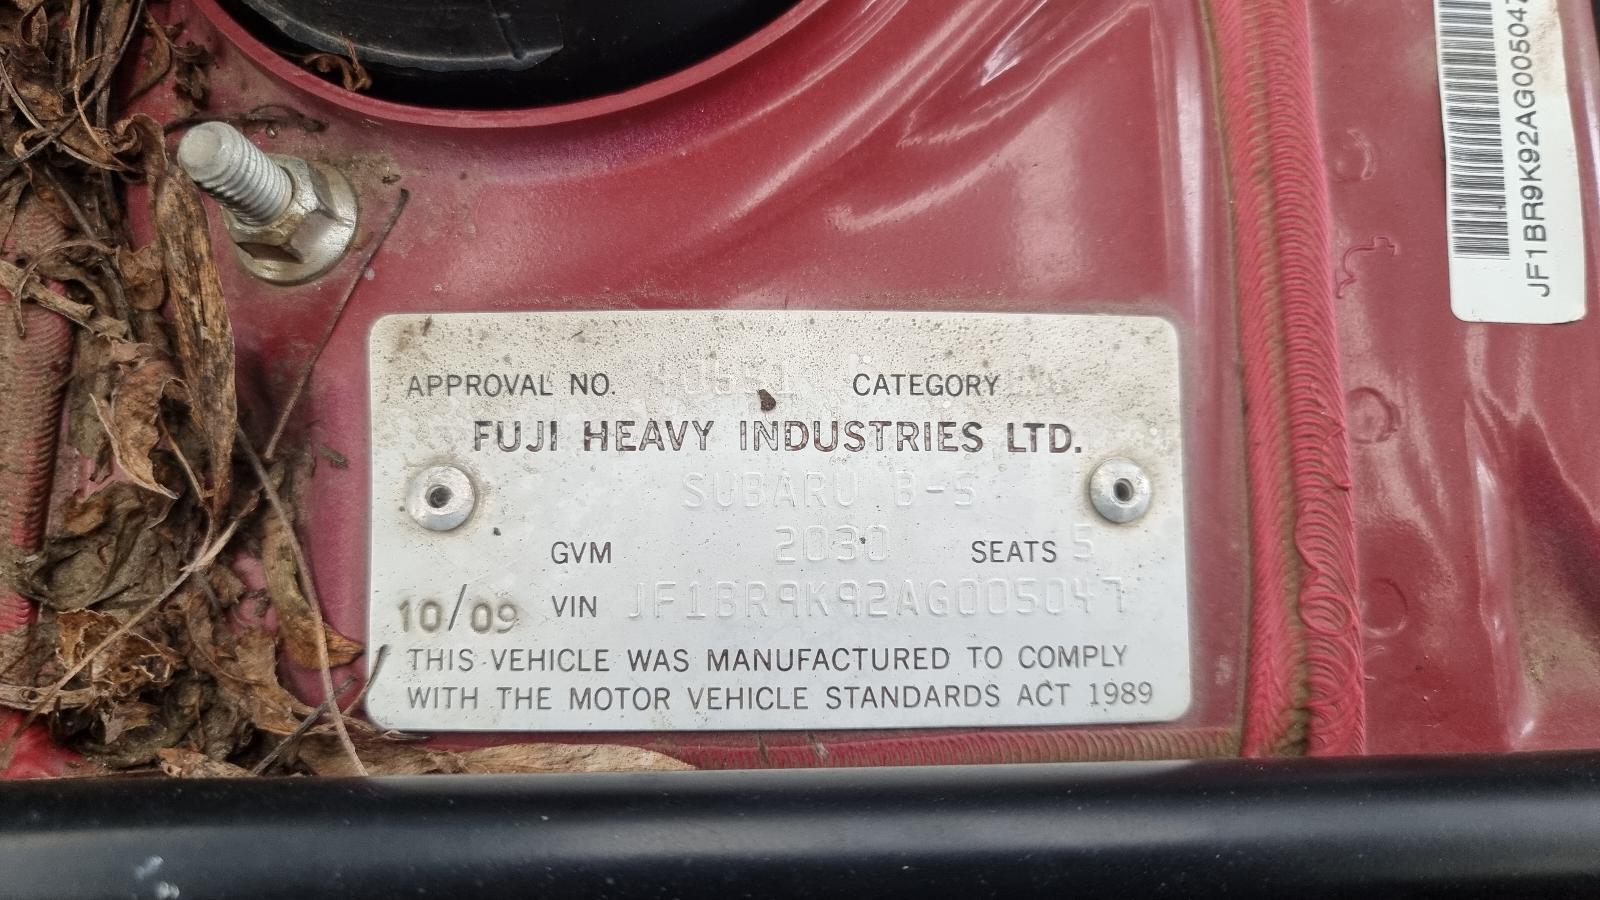 APPROVAL NO. CATEGORY
FUJI HEAVY INDUSTRIES LTD.
SUBARU B-S
GVM 2030 SEATS 5
10/09 VIN JF1BR9K92AG005047
THIS VEHICLE WAS MANUFACTURED TO COMPLY
WITH THE MOTOR VEHICLE STANDARDS ACT 1989
JF1BR9K92AG005047